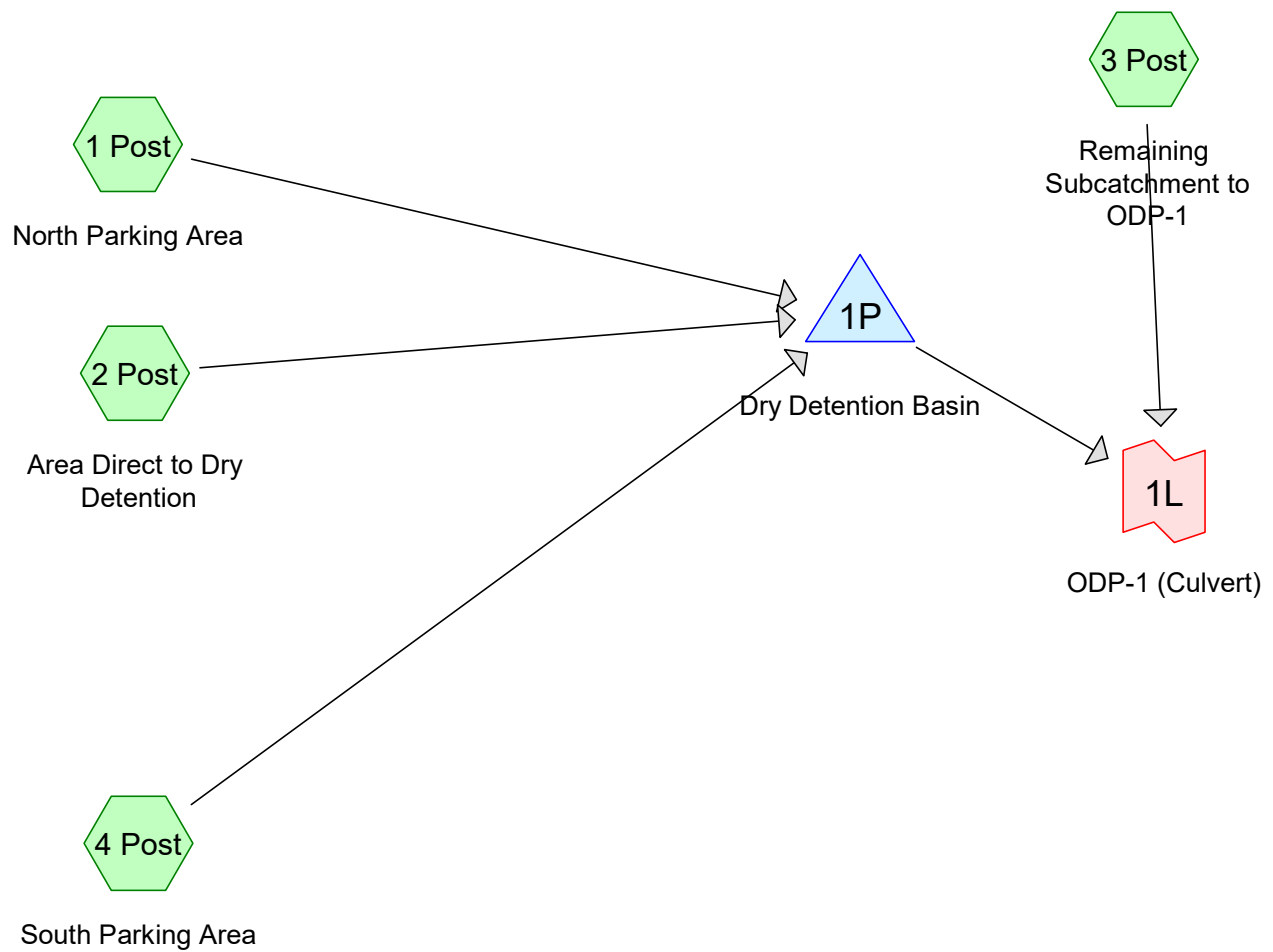 3 Post
Remaining
Subcatchment to
ODP-1
1 Post
North Parking Area
2 Post
Area Direct to Dry
Detention
1P
Dry Detention Basin
1L
ODP-1 (Culvert)
4 Post
South Parking Area